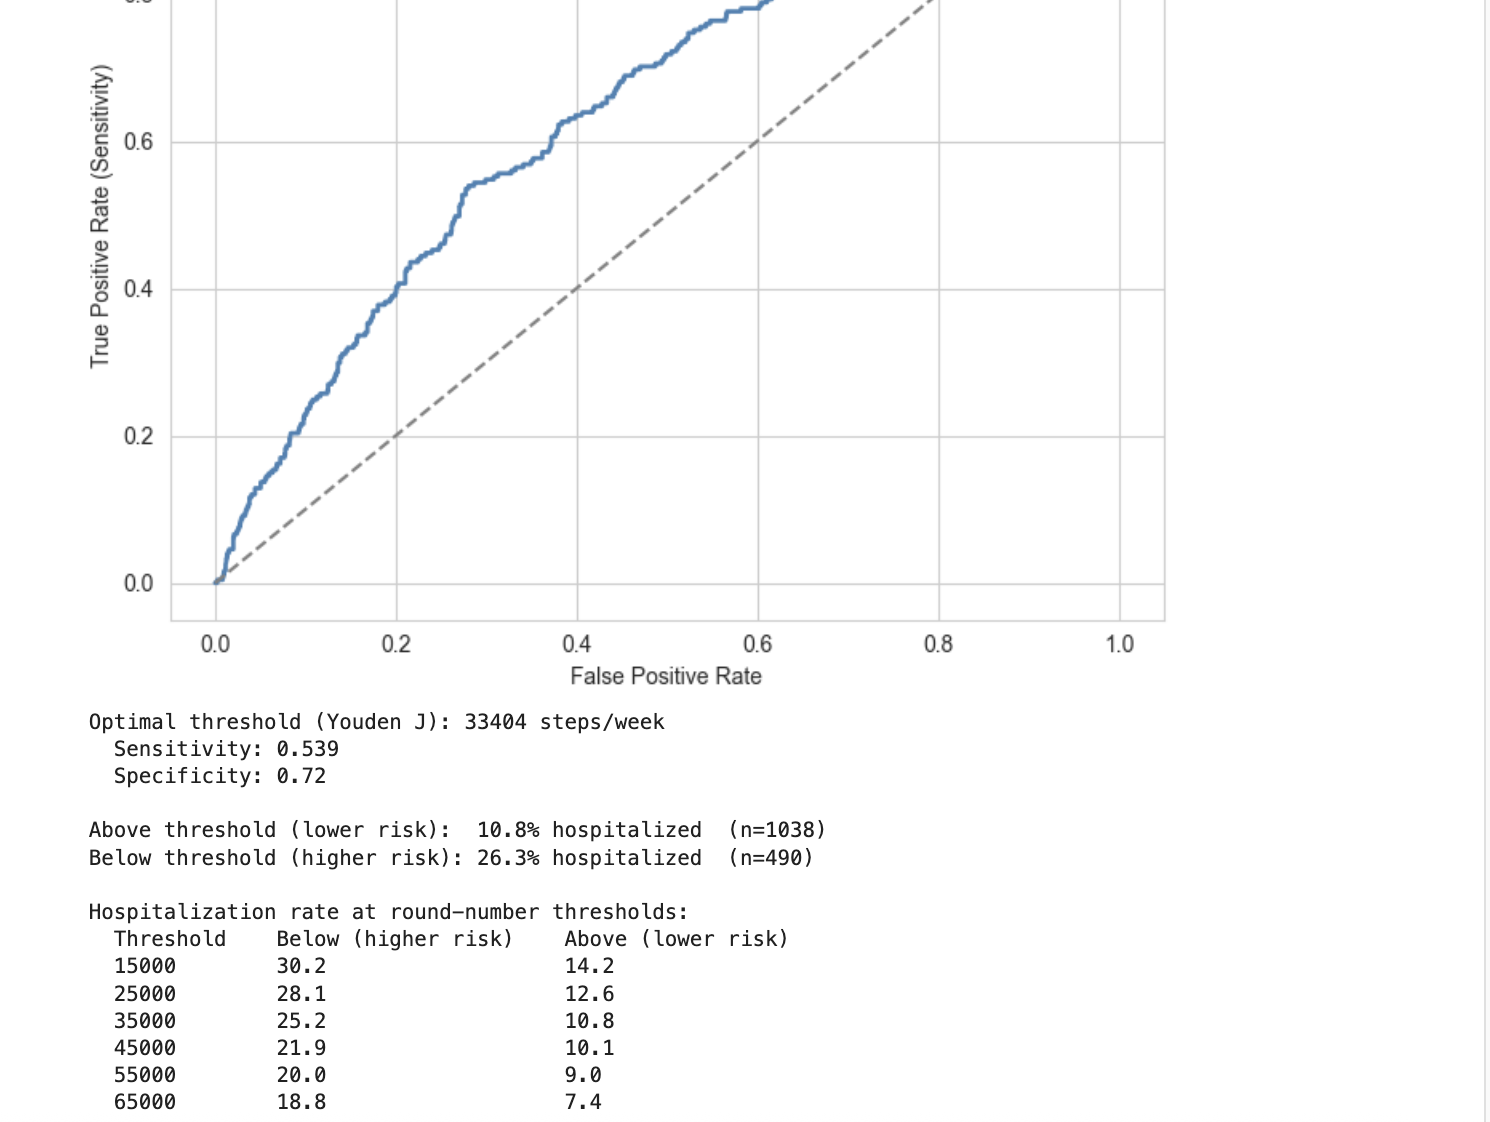 True Positive Rate (Sensitivity)
0.6
0.4
0.2
0.0
0.0 0.2 0.4 0.6 0.8 1.0
False Positive Rate
Optimal threshold (Youden J): 33404 steps/week
Sensitivity: 0.539
Specificity: 0.72
Above threshold (lower risk): 10.8% hospitalized (n=1038)
Below threshold (higher risk): 26.3% hospitalized (n=490)
Hospitalization rate at round-number thresholds:
Threshold Below (higher risk) Above (lower risk)
15000 30.2 14.2
25000 28.1 12.6
35000 25.2 10.8
45000 21.9 10.1
55000 20.0 9.0
65000 18.8 7.4